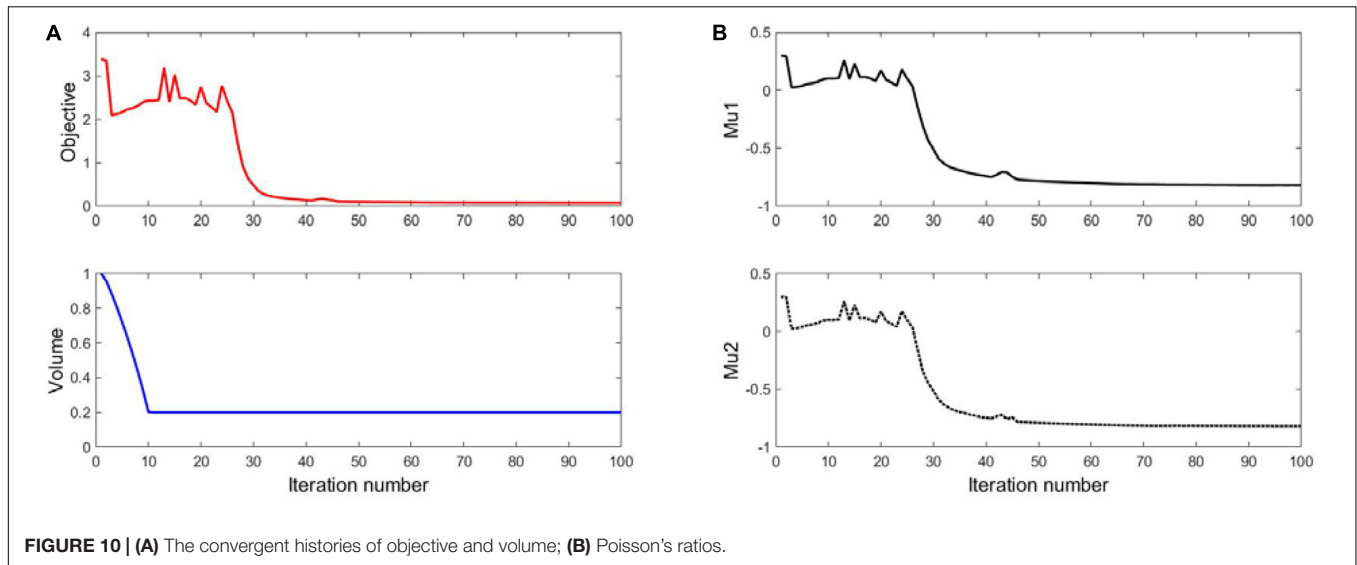 A
4
3
2
1
0
Objective
0 10 20 30 40 50 60 70 80 90 100
1
0.8
0.6
0.4
0.2
0
Volume
0 10 20 30 40 50 60 70 80 90 100
Iteration number
B
0.5
0
-0.5
-1
Mu1
0 10 20 30 40 50 60 70 80 90 100
0.5
0
-0.5
-1
Mu2
0 10 20 30 40 50 60 70 80 90 100
Iteration number
FIGURE 10 | (A) The convergent histories of objective and volume; (B) Poisson's ratios.